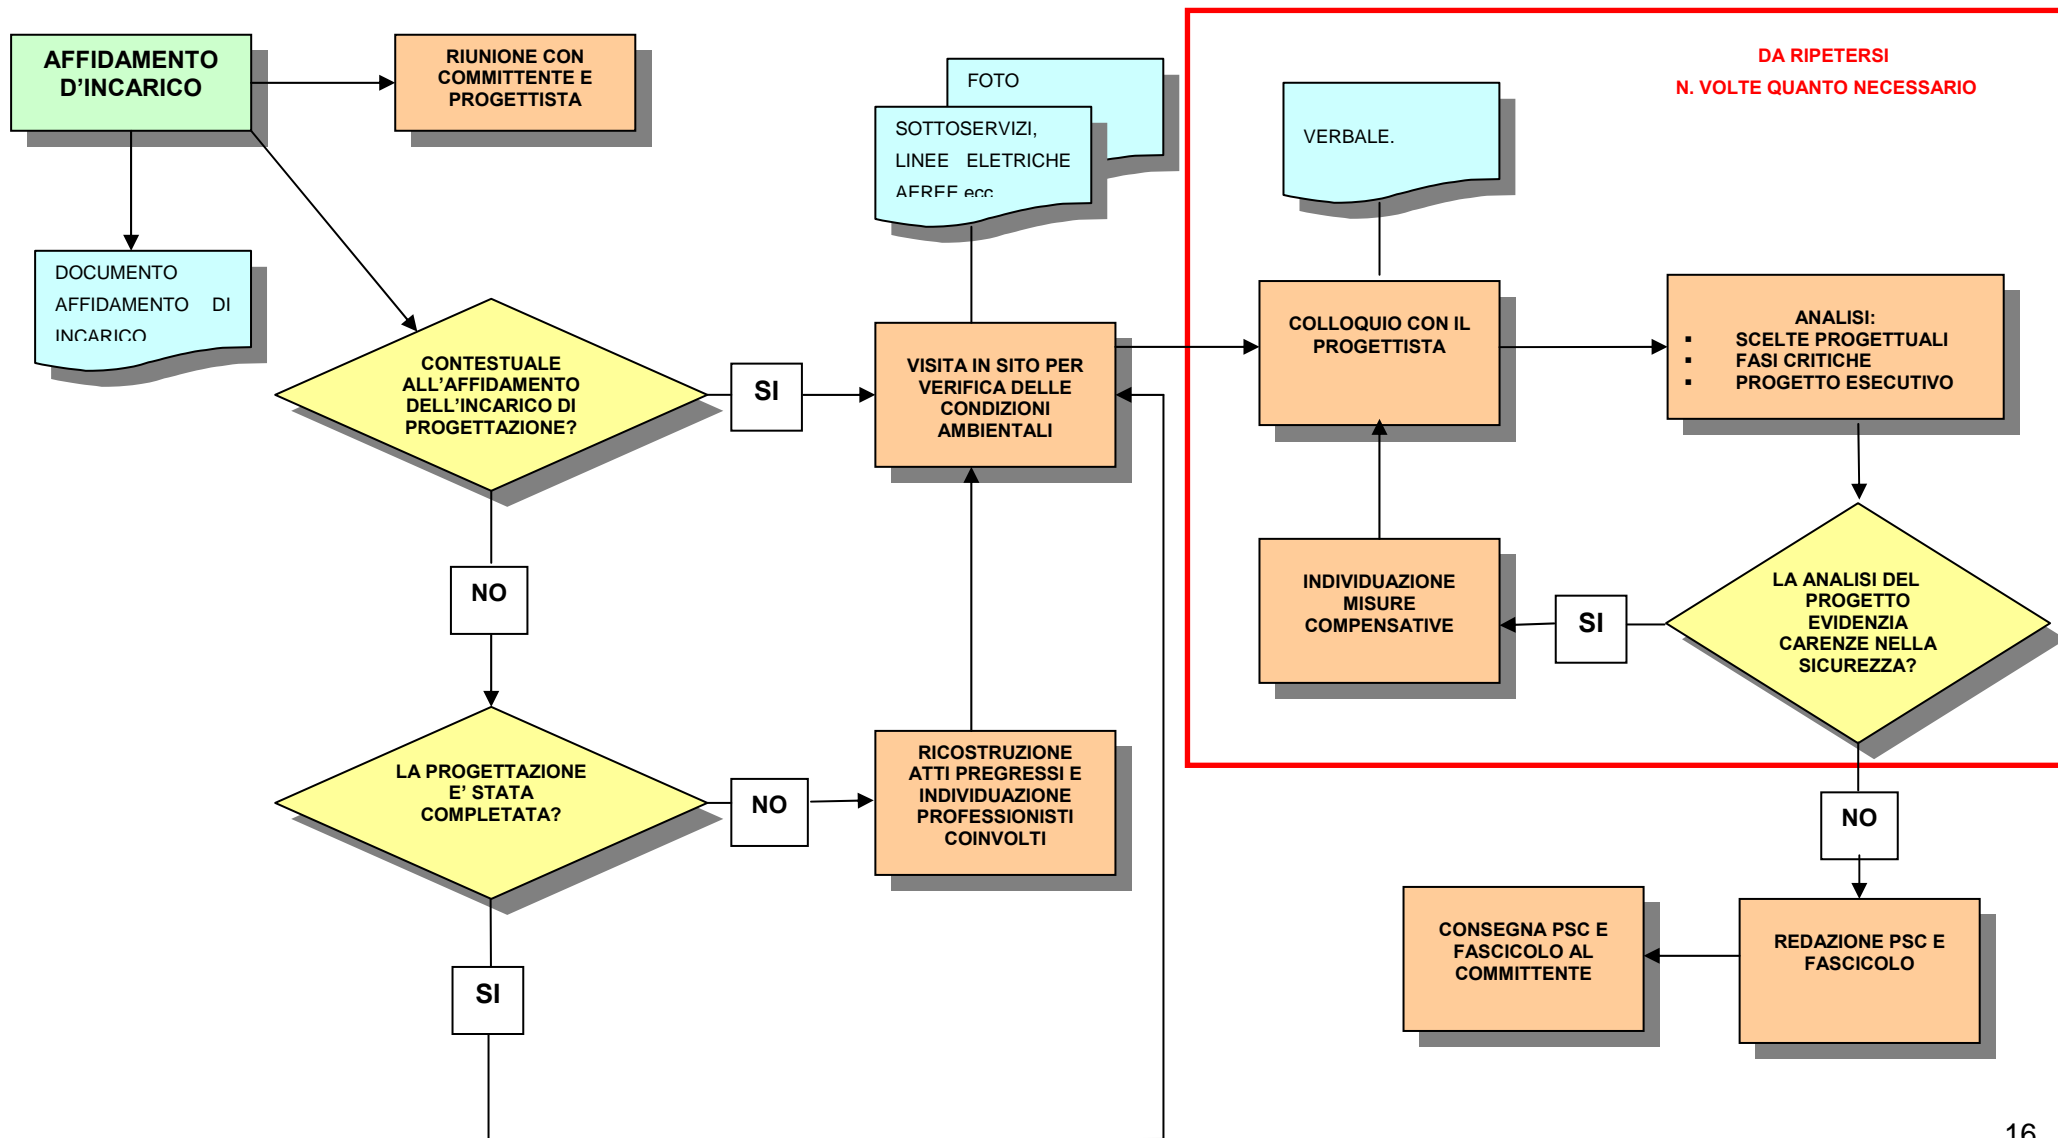 AFFIDAMENTO
D'INCARICO
RIUNIONE CON
COMMITTENTE E
PROGETTISTA
DOCUMENTO
AFFIDAMENTO DI
INCARICO
FOTO
SOTTOSERVIZI,
LINEE ELETRICHE
AEREE ecc
DA RIPETERSI
N. VOLTE QUANTO NECESSARIO
VERBALE.
CONTESTUALE
ALL'AFFIDAMENTO
DELL'INCARICO DI
PROGETTAZIONE?
SI
VISITA IN SITO PER
VERIFICA DELLE
CONDIZIONI
AMBIENTALI
COLLOQUIO CON IL
PROGETTISTA
ANALISI:
▪ SCELTE PROGETTUALI
▪ FASI CRITICHE
▪ PROGETTO ESECUTIVO
NO
INDIVIDUAZIONE
MISURE
COMPENSATIVE
SI
LA ANALISI DEL
PROGETTO
EVIDENZIA
CARENZE NELLA
SICUREZZA?
LA PROGETTAZIONE
E' STATA
COMPLETATA?
NO
RICOSTRUZIONE
ATTI PREGRESSI E
INDIVIDUAZIONE
PROFESSIONISTI
COINVOLTI
NO
SI
CONSEGNA PSC E
FASCICOLO AL
COMMITTENTE
REDAZIONE PSC E
FASCICOLO
16